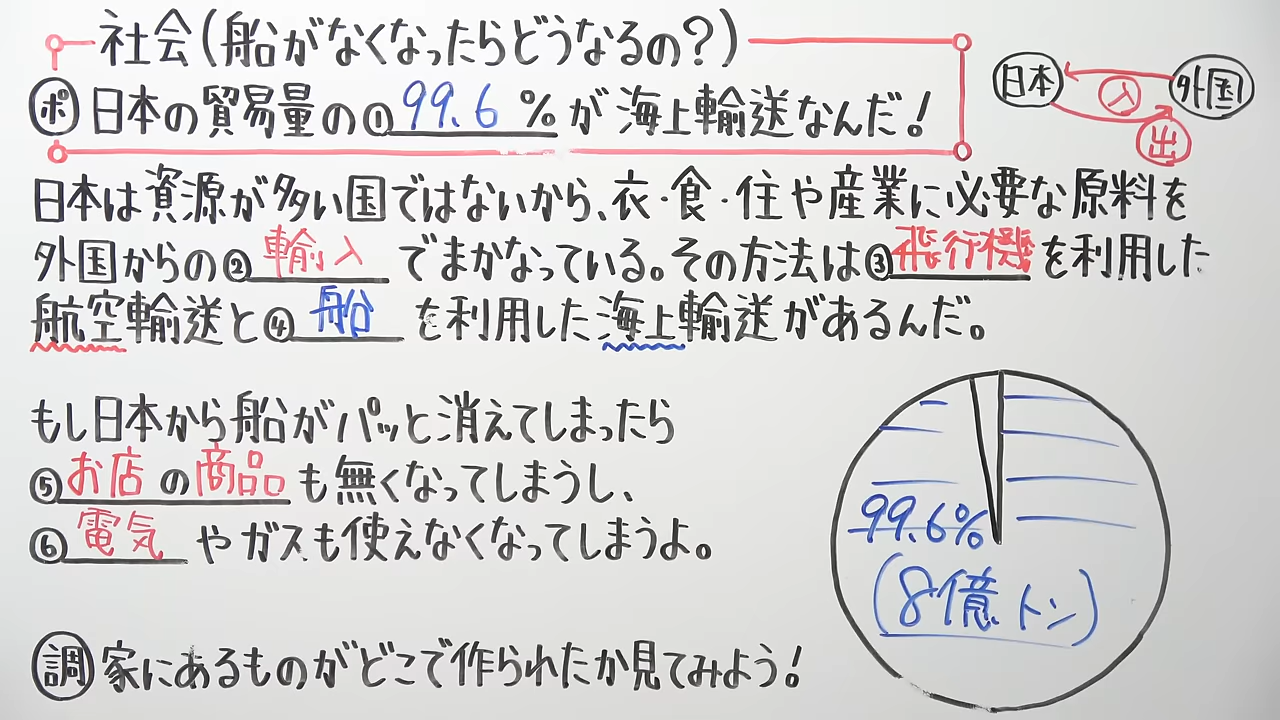 社会(船がなくなったらどうなるの?)
ポ 日本の貿易量の①99.6%が海上輸送なんだ!
日本 入 外国
出
日本は資源が多い国ではないから、衣・食・住や産業に必要な原料を
外国からの②輸入でまかなっている。その方法は③飛行機を利用した
航空輸送と④船を利用した海上輸送があるんだ。
もし日本から船がパッと消えてしまったら
⑤お店の商品も無くなってしまうし、
⑥電気やガスも使えなくなってしまうよ。
99.6%
(8億トン)
調 家にあるものがどこで作られたか見てみよう!